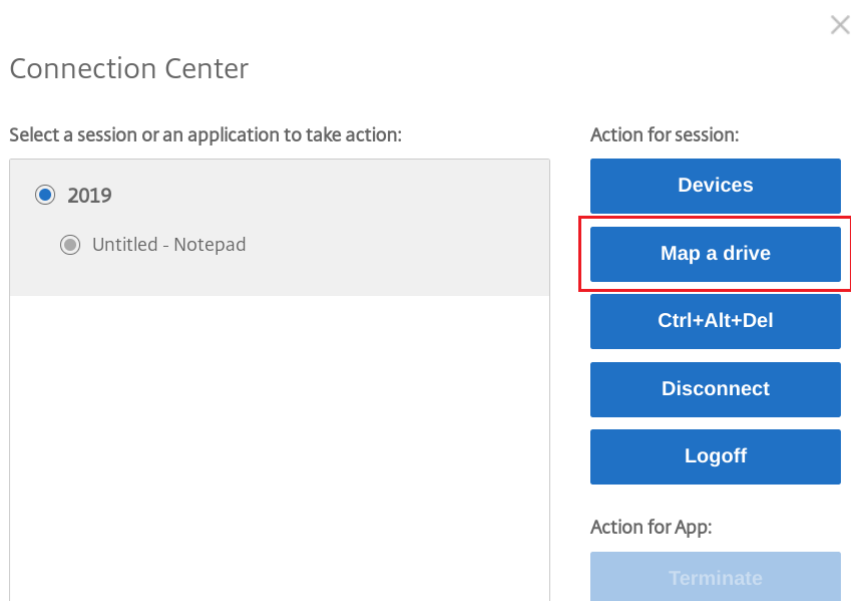 Connection Center
Select a session or an application to take action:
2019
Untitled - Notepad
Action for session:
Devices
Map a drive
Ctrl+Alt+Del
Disconnect
Logoff
Action for App:
Terminate